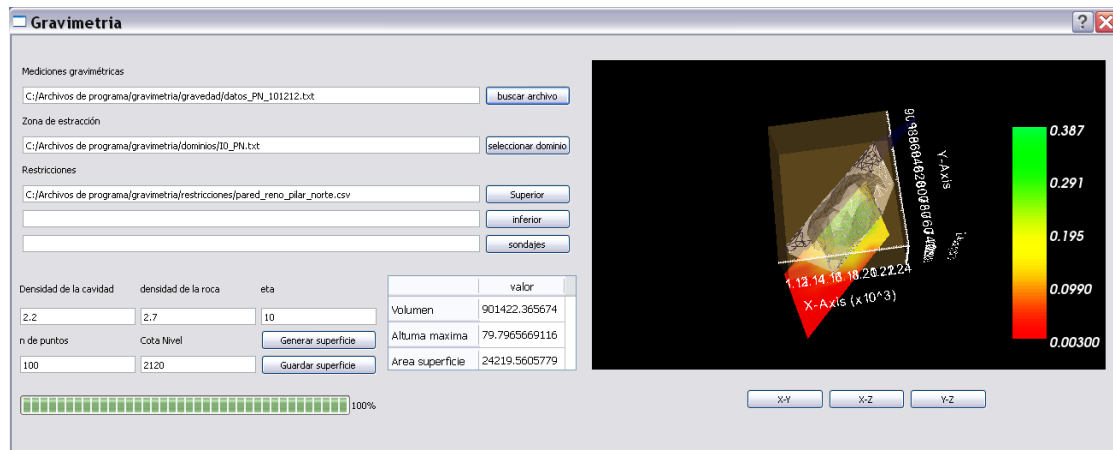 Gravimetria
Mediciones gravimétricas
C:/Archivos de programa/gravimetria/gravedad/datos_PN_101212.txt
buscar archivo
Zona de estracción
C:/Archivos de programa/gravimetria/dominios/I0_PN.txt
seleccionar dominio
Restricciones
C:/Archivos de programa/gravimetria/restricciones/pared_reno_pilar_norte.csv
Superior
inferior
sondajes
Densidad de la cavidad densidad de la roca eta
2.2 2.7 10
n de puntos Cota Nivel Generar superficie
100 2120 Guardar superficie
100%
valor
Volumen 901422.365674
Altuma maxima 79.7965669116
Area superficie 24219.5605779
Y-Axis
X-Axis (x10^3)
0.387
0.291
0.195
0.0990
0.00300
X-Y X-Z Y-Z